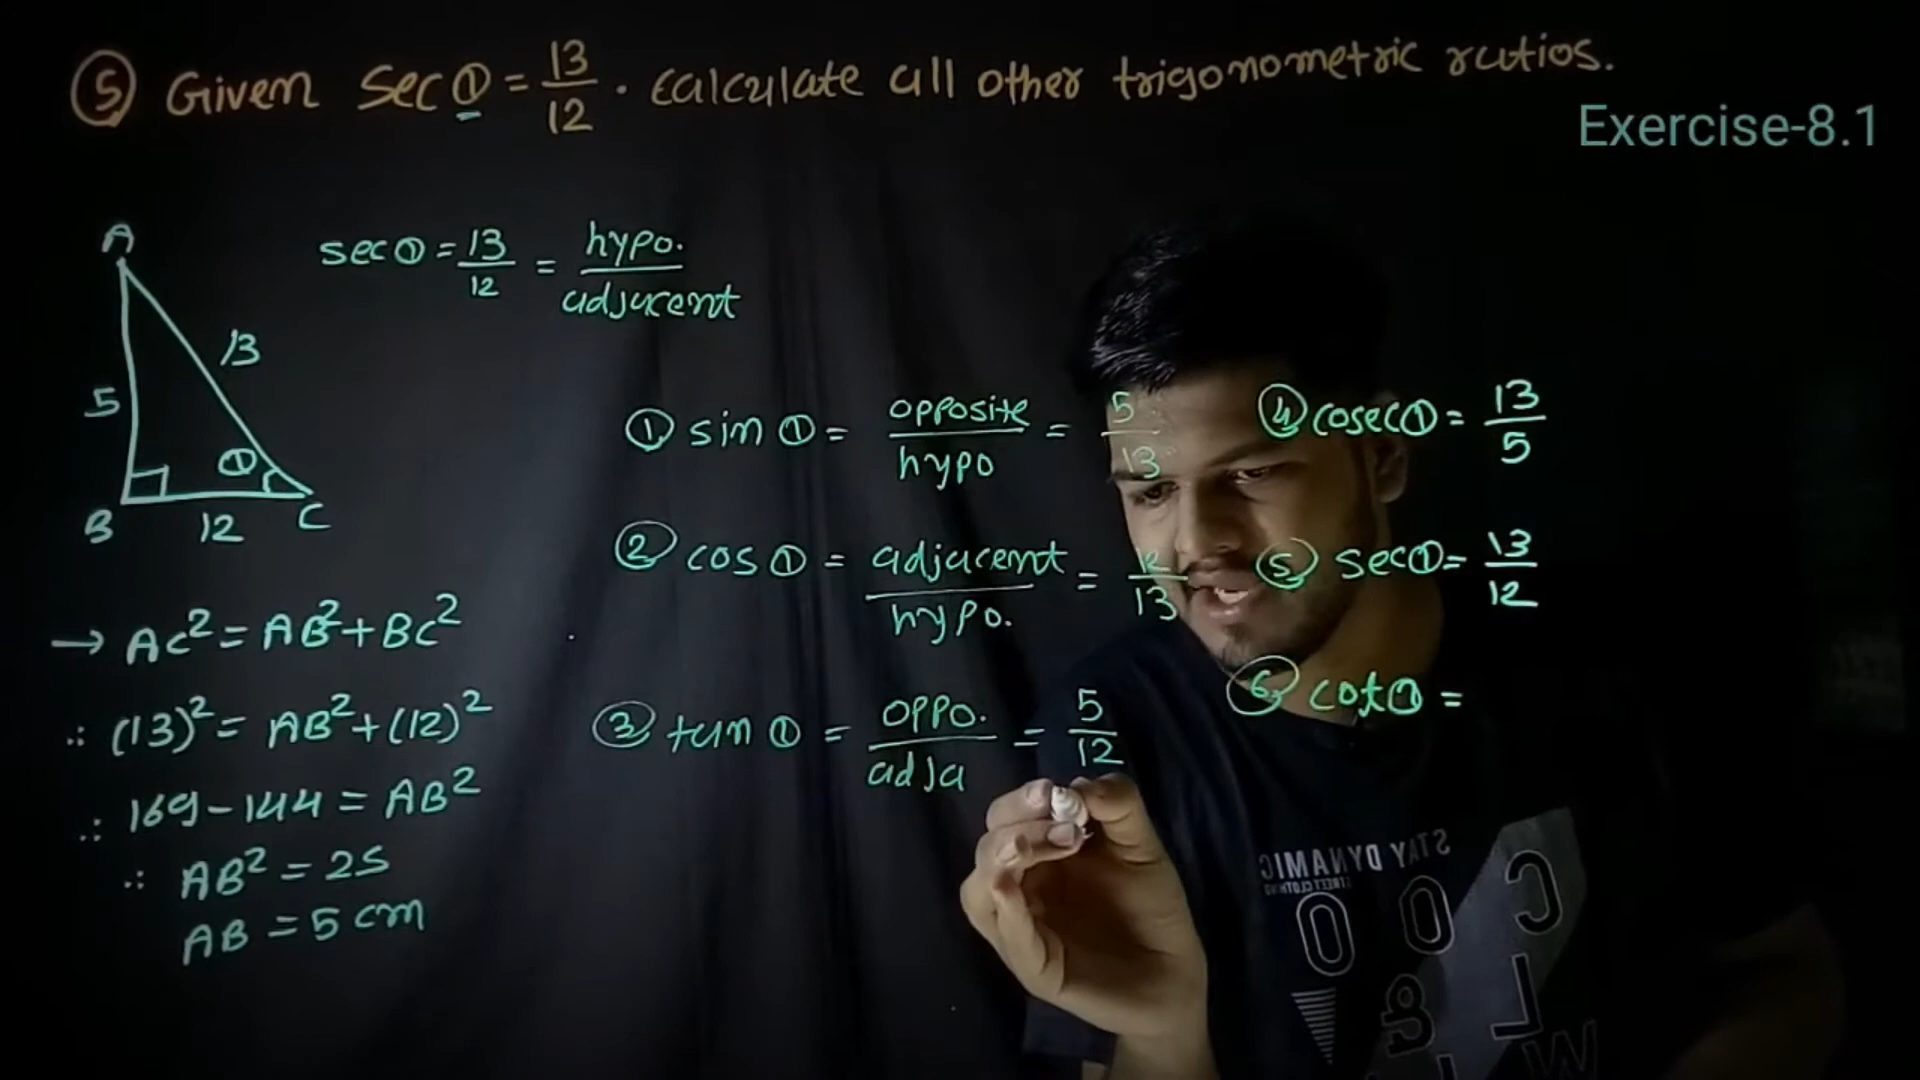 ⑤ Given sec θ = 13/12 . calculate all other trigonometric ratios.
Exercise-8.1
A
13
5
θ
B
12
C
sec θ = 13/12 = hypo./adjacent
① sin θ = opposite/hypo = 5/13
② cos θ = adjacent/hypo. = 12/13
③ tan θ = oppo./adja = 5/12
④ cosec θ = 13/5
⑤ sec θ = 13/12
⑥ cot θ =
→ AC² = AB² + BC²
∴ (13)² = AB² + (12)²
∴ 169 - 144 = AB²
∴ AB² = 25
AB = 5 cm
STAY DYNAMIC
COO